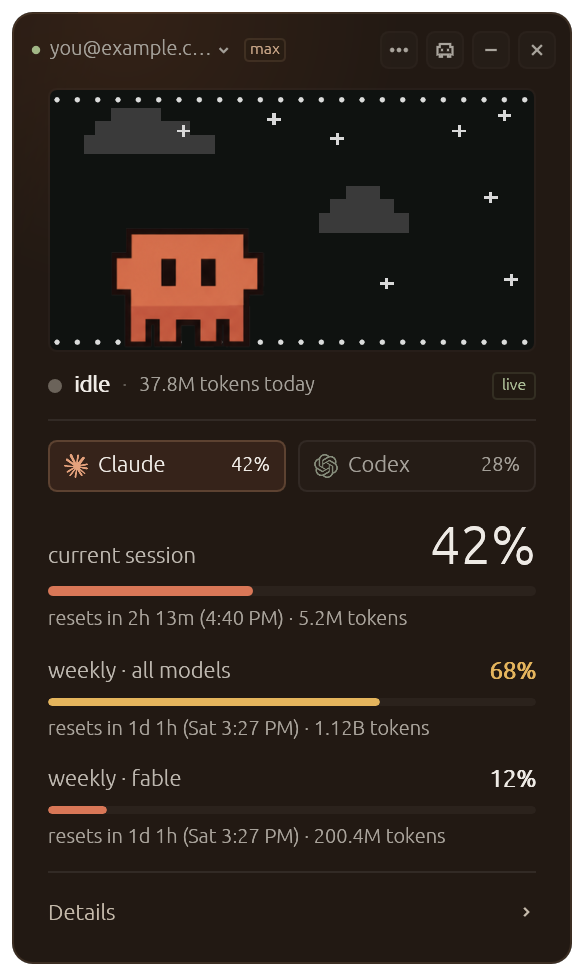 you@example.c... max
idle · 37.8M tokens today live
Claude 42% Codex 28%
current session 42%
resets in 2h 13m (4:40 PM) · 5.2M tokens
weekly · all models 68%
resets in 1d 1h (Sat 3:27 PM) · 1.12B tokens
weekly · fable 12%
resets in 1d 1h (Sat 3:27 PM) · 200.4M tokens
Details